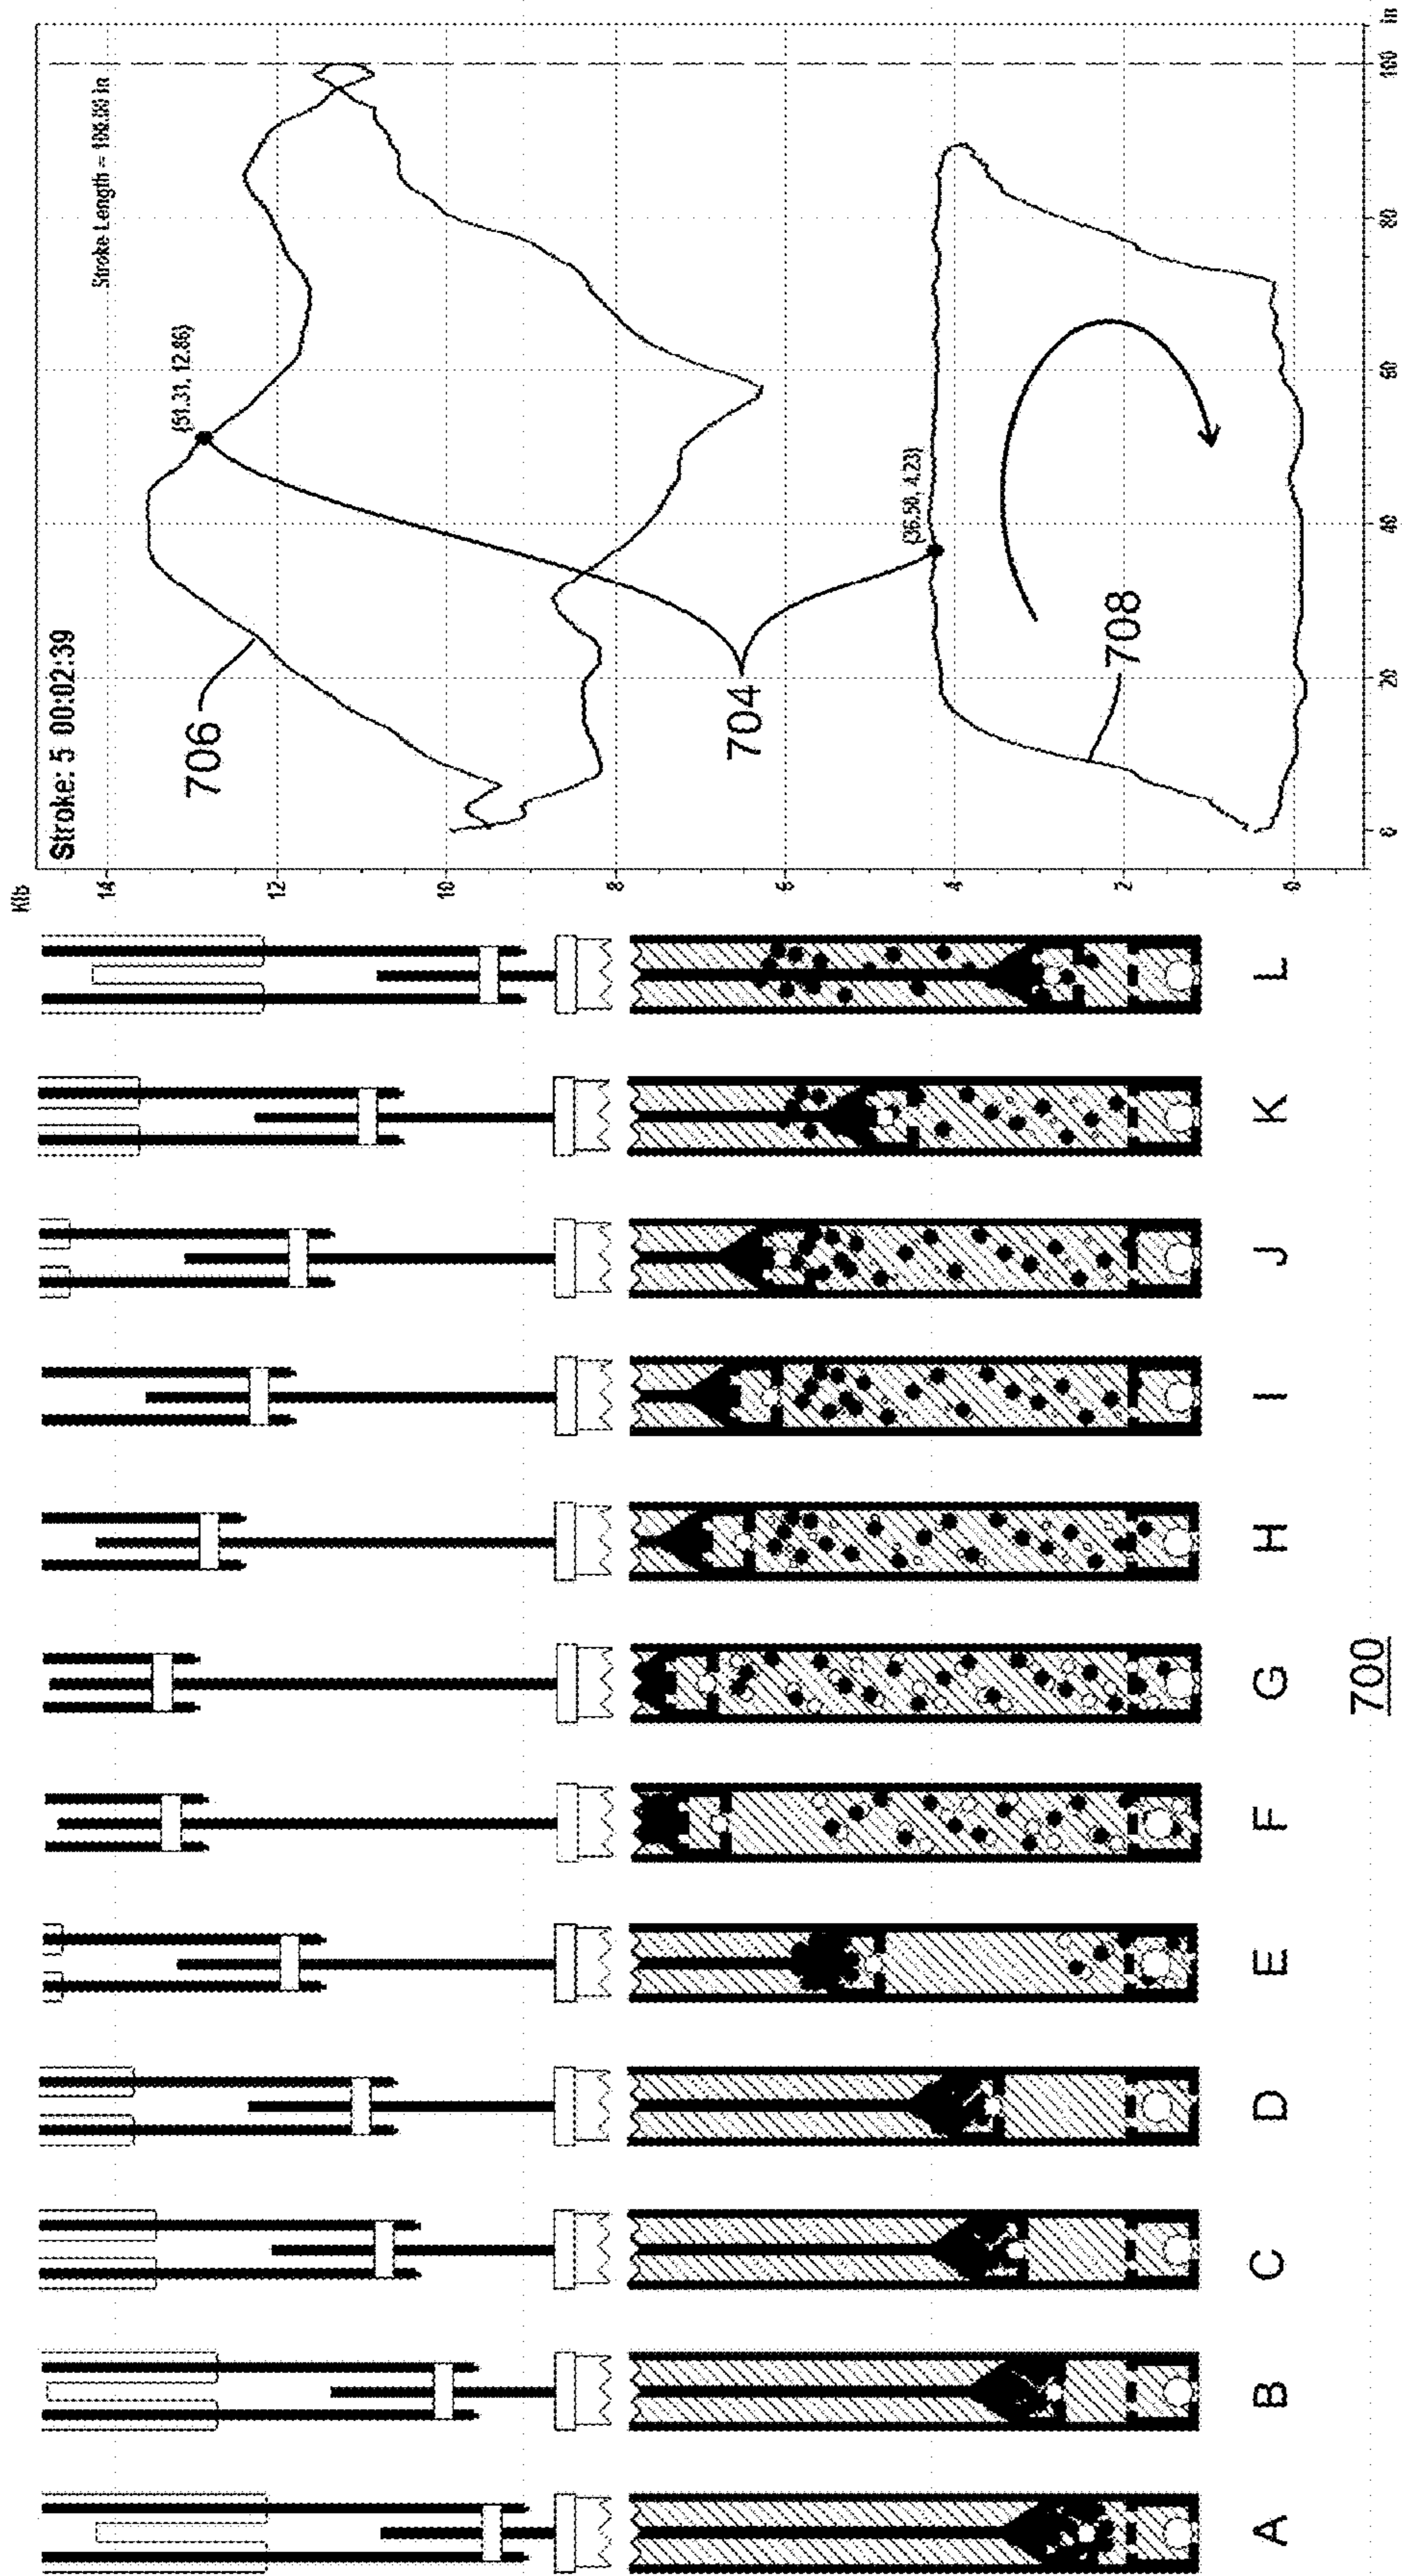 Klb
Stroke: 5 00:02:39
Stroke Length = 100.00 in
14
12
10
8
6
4
2
0
0
20
40
60
80
100
in
(51.31, 12.86)
(36.50, 4.23)
706
704
708
A
B
C
D
E
F
G
H
I
J
K
L
700